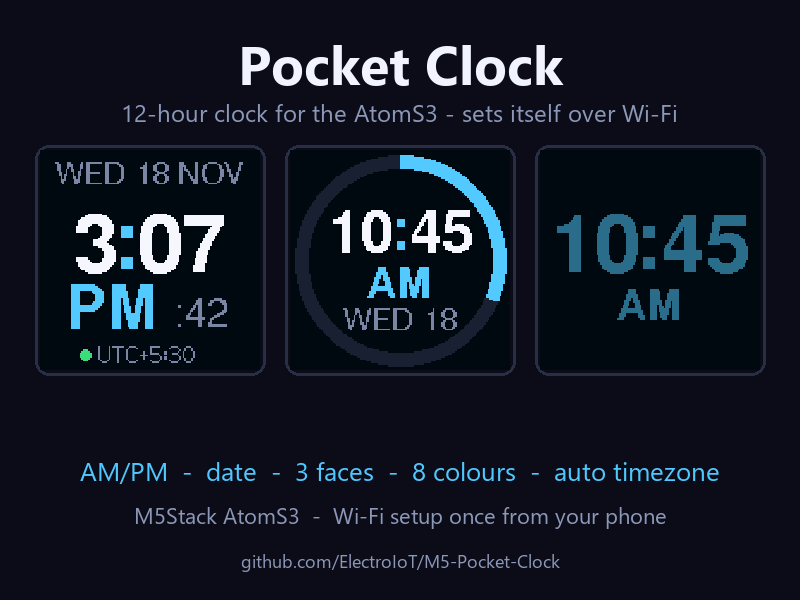 Pocket Clock
12-hour clock for the AtomS3 - sets itself over Wi-Fi
WED 18 NOV
3:07
PM :42
UTC+5:30
10:45
AM
WED 18
10:45
AM
AM/PM - date - 3 faces - 8 colours - auto timezone
M5Stack AtomS3 - Wi-Fi setup once from your phone
github.com/ElectroIoT/M5-Pocket-Clock